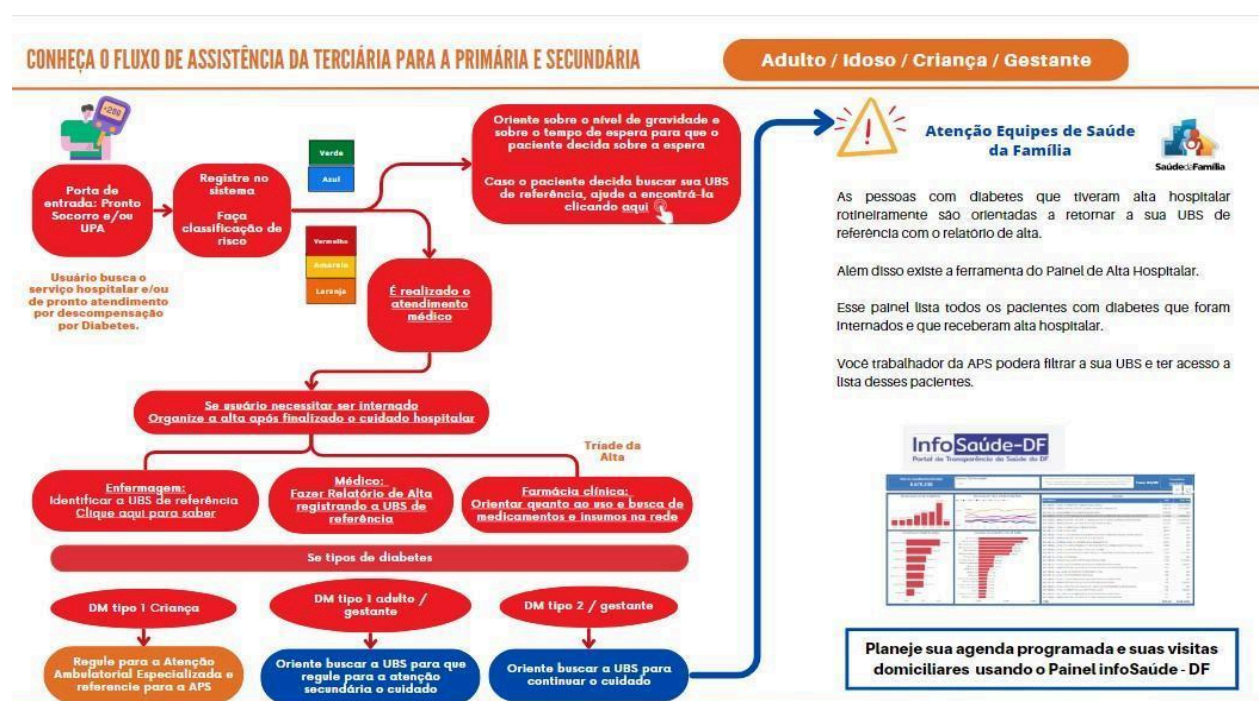 CONHEÇA O FLUXO DE ASSISTÊNCIA DA TERCIÁRIA PARA A PRIMÁRIA E SECUNDÁRIA
Adulto / Idoso / Criança / Gestante
Porta de
entrada: Pronto
Socorro e/ou
UPA
Usuário busca o
serviço hospitalar e/ou
de pronto atendimento
por descompensação
por Diabetes.
Registre no
sistema
Faça
classificação de
risco
Verde
Azul
Vermelho
Amarelo
Laranja
Oriente sobre o nível de gravidade e
sobre o tempo de espera para que o
paciente decida sobre a espera
Caso o paciente decida buscar sua UBS
de referência, ajude a encontrá-la
clicando aqui
É realizado o
atendimento
médico
Se usuário necessitar ser internado
Organize a alta após finalizado o cuidado hospitalar
Tríade da
Alta
Enfermagem:
Identificar a UBS de referência
Clique aqui para saber
Médico:
Fazer Relatório de Alta
registrando a UBS de
referência
Farmácia clínica:
Orientar quanto ao uso e busca de
medicamentos e insumos na rede
Se tipos de diabetes
DM tipo 1 Criança
DM tipo 1 adulto /
gestante
DM tipo 2 / gestante
Regule para a Atenção
Ambulatorial Especializada e
referencie para a APS
Oriente buscar a UBS para que
regule para a atenção
secundária o cuidado
Oriente buscar a UBS para
continuar o cuidado
Atenção Equipes de Saúde
da Família
Saúde da Família
As pessoas com diabetes que tiveram alta hospitalar
rotineiramente são orientadas a retornar a sua UBS de
referência com o relatório de alta.
Além disso existe a ferramenta do Painel de Alta Hospitalar.
Esse painel lista todos os pacientes com diabetes que foram
internados e que receberam alta hospitalar.
Você trabalhador da APS poderá filtrar a sua UBS e ter acesso a
lista desses pacientes.
InfoSaúde-DF
Portal da Transparência da Saúde do DF
Planeje sua agenda programada e suas visitas
domiciliares usando o Painel infoSaúde - DF